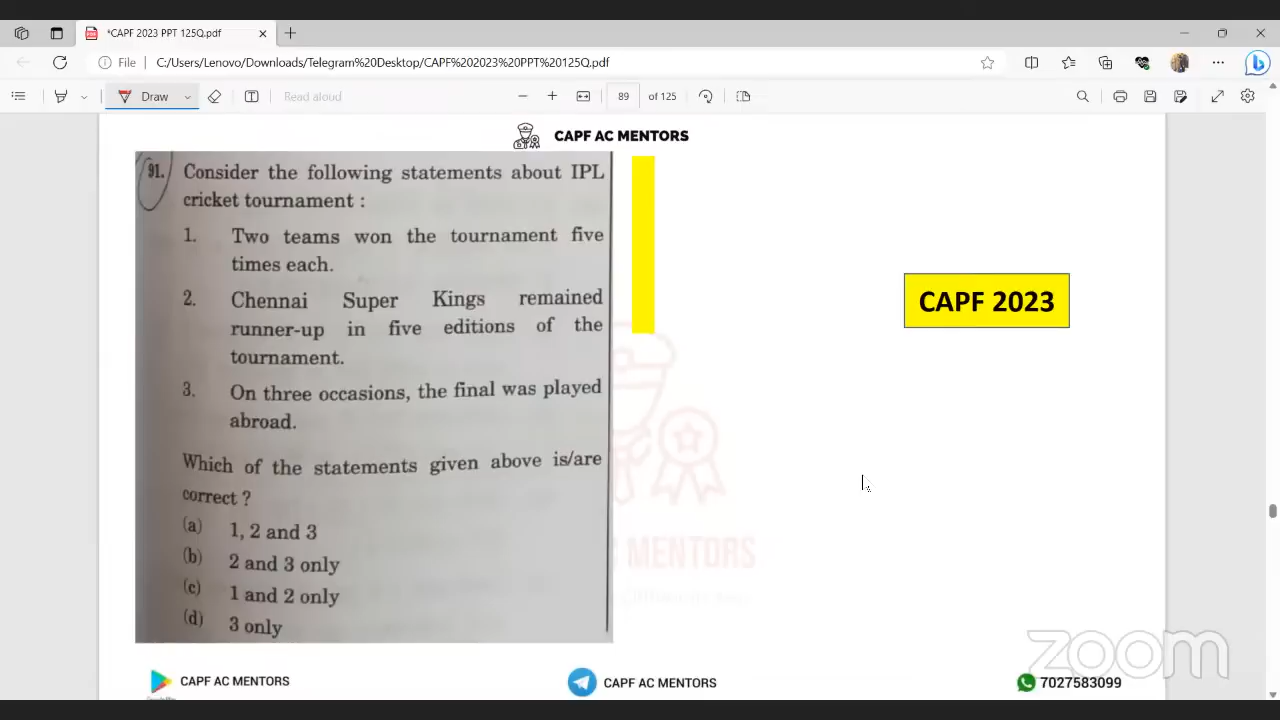 *CAPF 2023 PPT 125Q.pdf
File
C:/Users/Lenovo/Downloads/Telegram%20Desktop/CAPF%202023%20PPT%20125Q.pdf
Draw
Read aloud
89 of 125
CAPF AC MENTORS
91. Consider the following statements about IPL
cricket tournament :
1. Two teams won the tournament five
times each.
2. Chennai Super Kings remained
runner-up in five editions of the
tournament.
3. On three occasions, the final was played
abroad.
Which of the statements given above is/are
correct ?
(a) 1, 2 and 3
(b) 2 and 3 only
(c) 1 and 2 only
(d) 3 only
CAPF 2023
MENTORS
zoom
CAPF AC MENTORS
CAPF AC MENTORS
7027583099